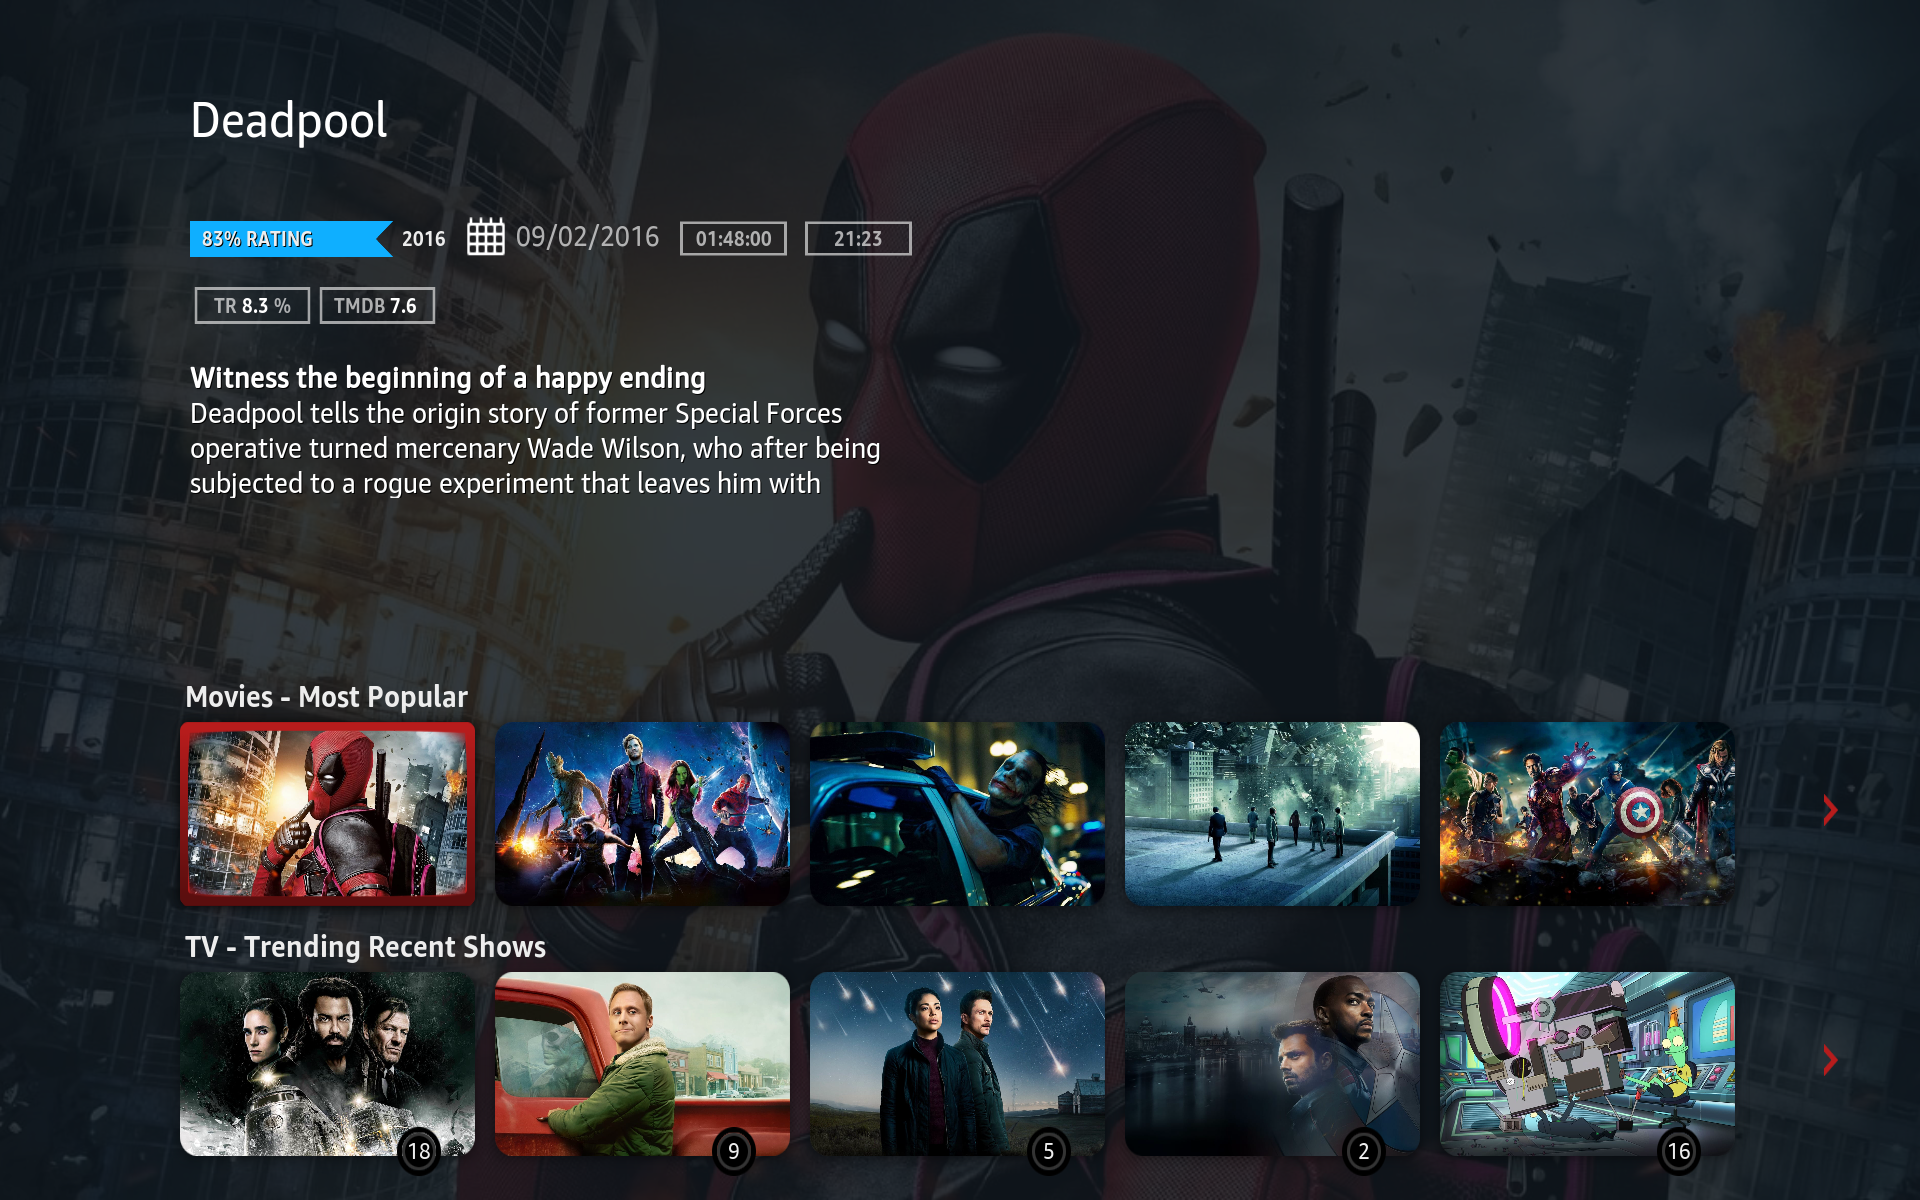 Deadpool
83% RATING 2016 09/02/2016 01:48:00 21:23
TR 8.3 % TMDB 7.6
Witness the beginning of a happy ending
Deadpool tells the origin story of former Special Forces
operative turned mercenary Wade Wilson, who after being
subjected to a rogue experiment that leaves him with
Movies - Most Popular
TV - Trending Recent Shows
18 9 5 2 16